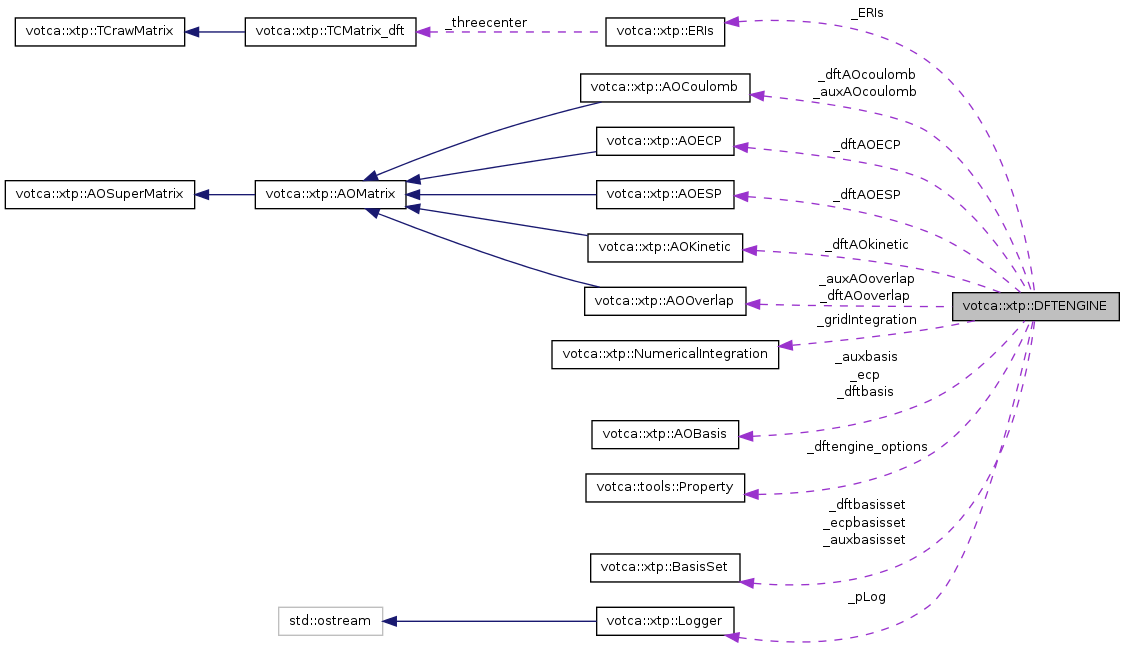 _ERIs
votca::xtp::TCrawMatrix
votca::xtp::TCMatrix_dft
_threecenter
votca::xtp::ERIs
_dftAOcoulomb
_auxAOcoulomb
votca::xtp::AOCoulomb
votca::xtp::AOECP
_dftAOECP
votca::xtp::AOSuperMatrix
votca::xtp::AOMatrix
votca::xtp::AOESP
_dftAOESP
votca::xtp::AOKinetic
_dftAOkinetic
_auxAOoverlap
_dftAOoverlap
votca::xtp::AOOverlap
votca::xtp::DFTENGINE
_gridIntegration
votca::xtp::NumericalIntegration
_auxbasis
_ecp
_dftbasis
votca::xtp::AOBasis
_dftengine_options
votca::tools::Property
_dftbasisset
_ecpbasisset
_auxbasisset
votca::xtp::BasisSet
_pLog
std::ostream
votca::xtp::Logger